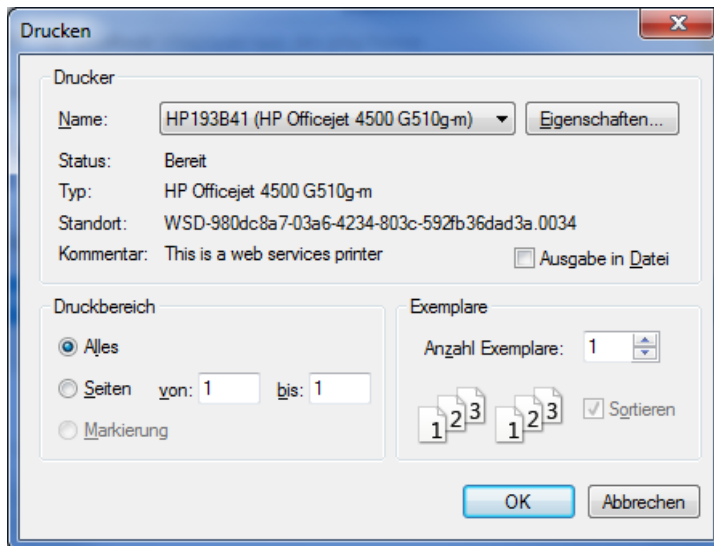 Drucken
Drucker
Name: HP193B41 (HP Officejet 4500 G510g-m) Eigenschaften...
Status: Bereit
Typ: HP Officejet 4500 G510g-m
Standort: WSD-980dc8a7-03a6-4234-803c-592fb36dad3a.0034
Kommentar: This is a web services printer Ausgabe in Datei
Druckbereich
Alles
Seiten von: 1 bis: 1
Markierung
Exemplare
Anzahl Exemplare: 1
1 2 3 1 2 3 Sortieren
OK Abbrechen